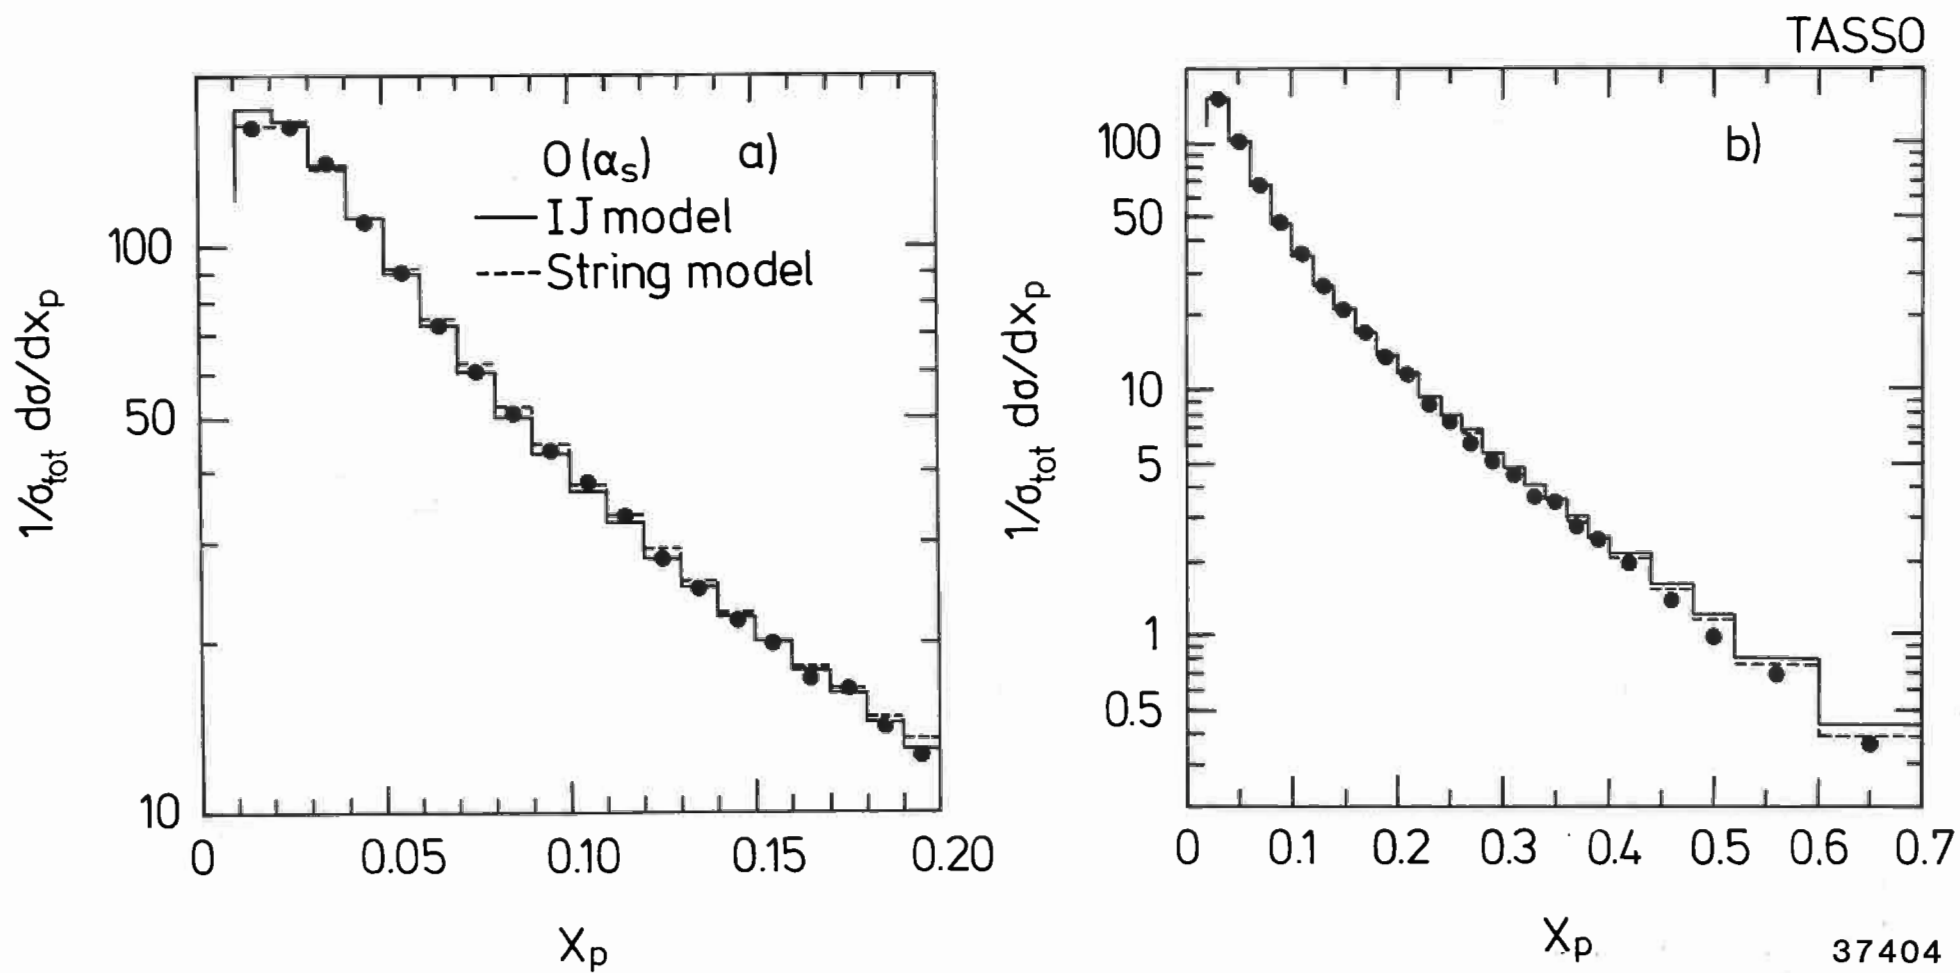 TASSO
O(αs) a)
IJ model
String model
100
50
10
1/σtot dσ/dxp
0 0.05 0.10 0.15 0.20
Xp
b)
100
50
10
5
1
0.5
1/σtot dσ/dxp
0 0.1 0.2 0.3 0.4 0.5 0.6 0.7
Xp
37404